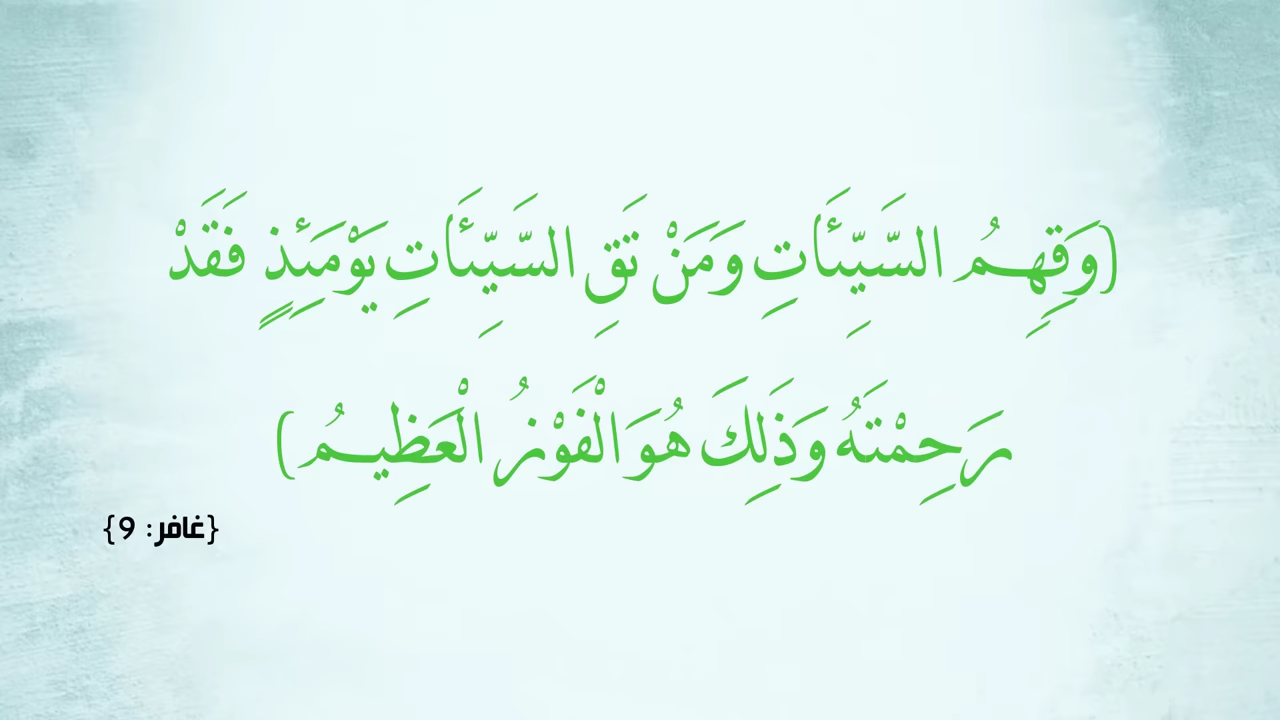 (وَقِهِمُ السَّيِّئَاتِ وَمَنْ تَقِ السَّيِّئَاتِ يَوْمَئِذٍ فَقَدْ
رَحِمْتَهُ وَذَلِكَ هُوَ الْفَوْزُ الْعَظِيمُ)
{غافر: 9}